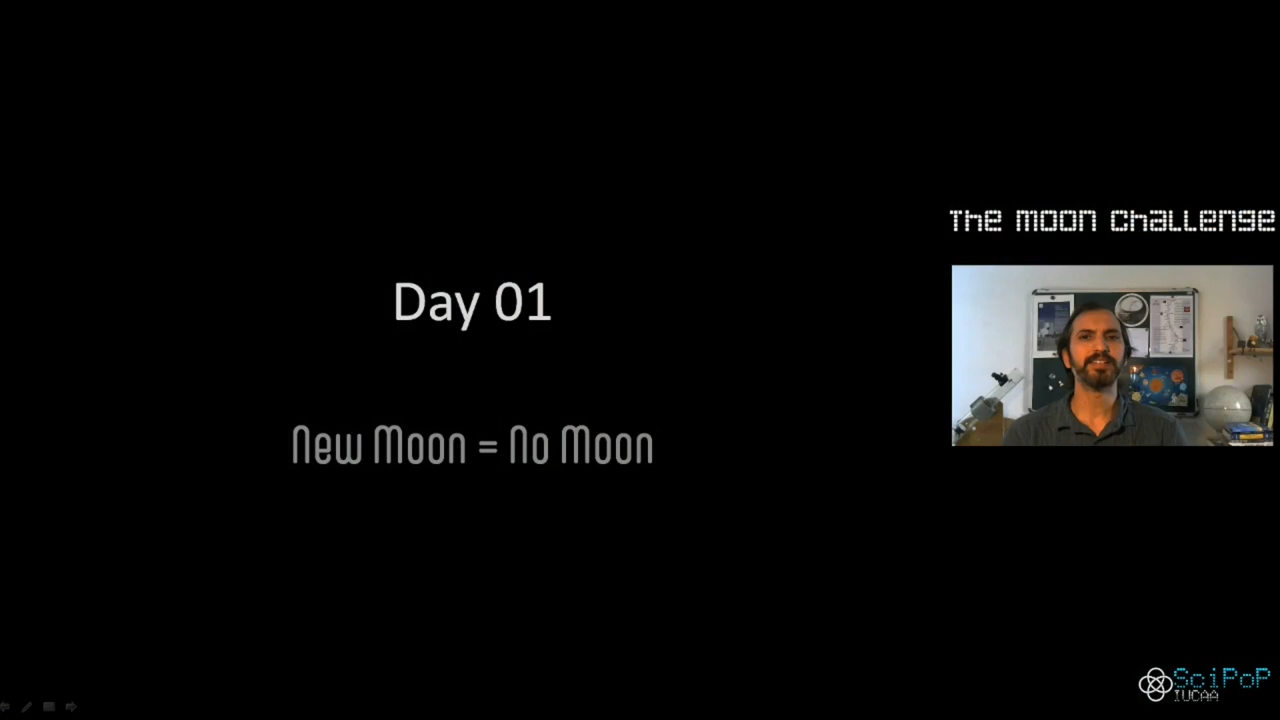 Day 01
New Moon = No Moon
The Moon Challenge
SciPoP
IUCAA